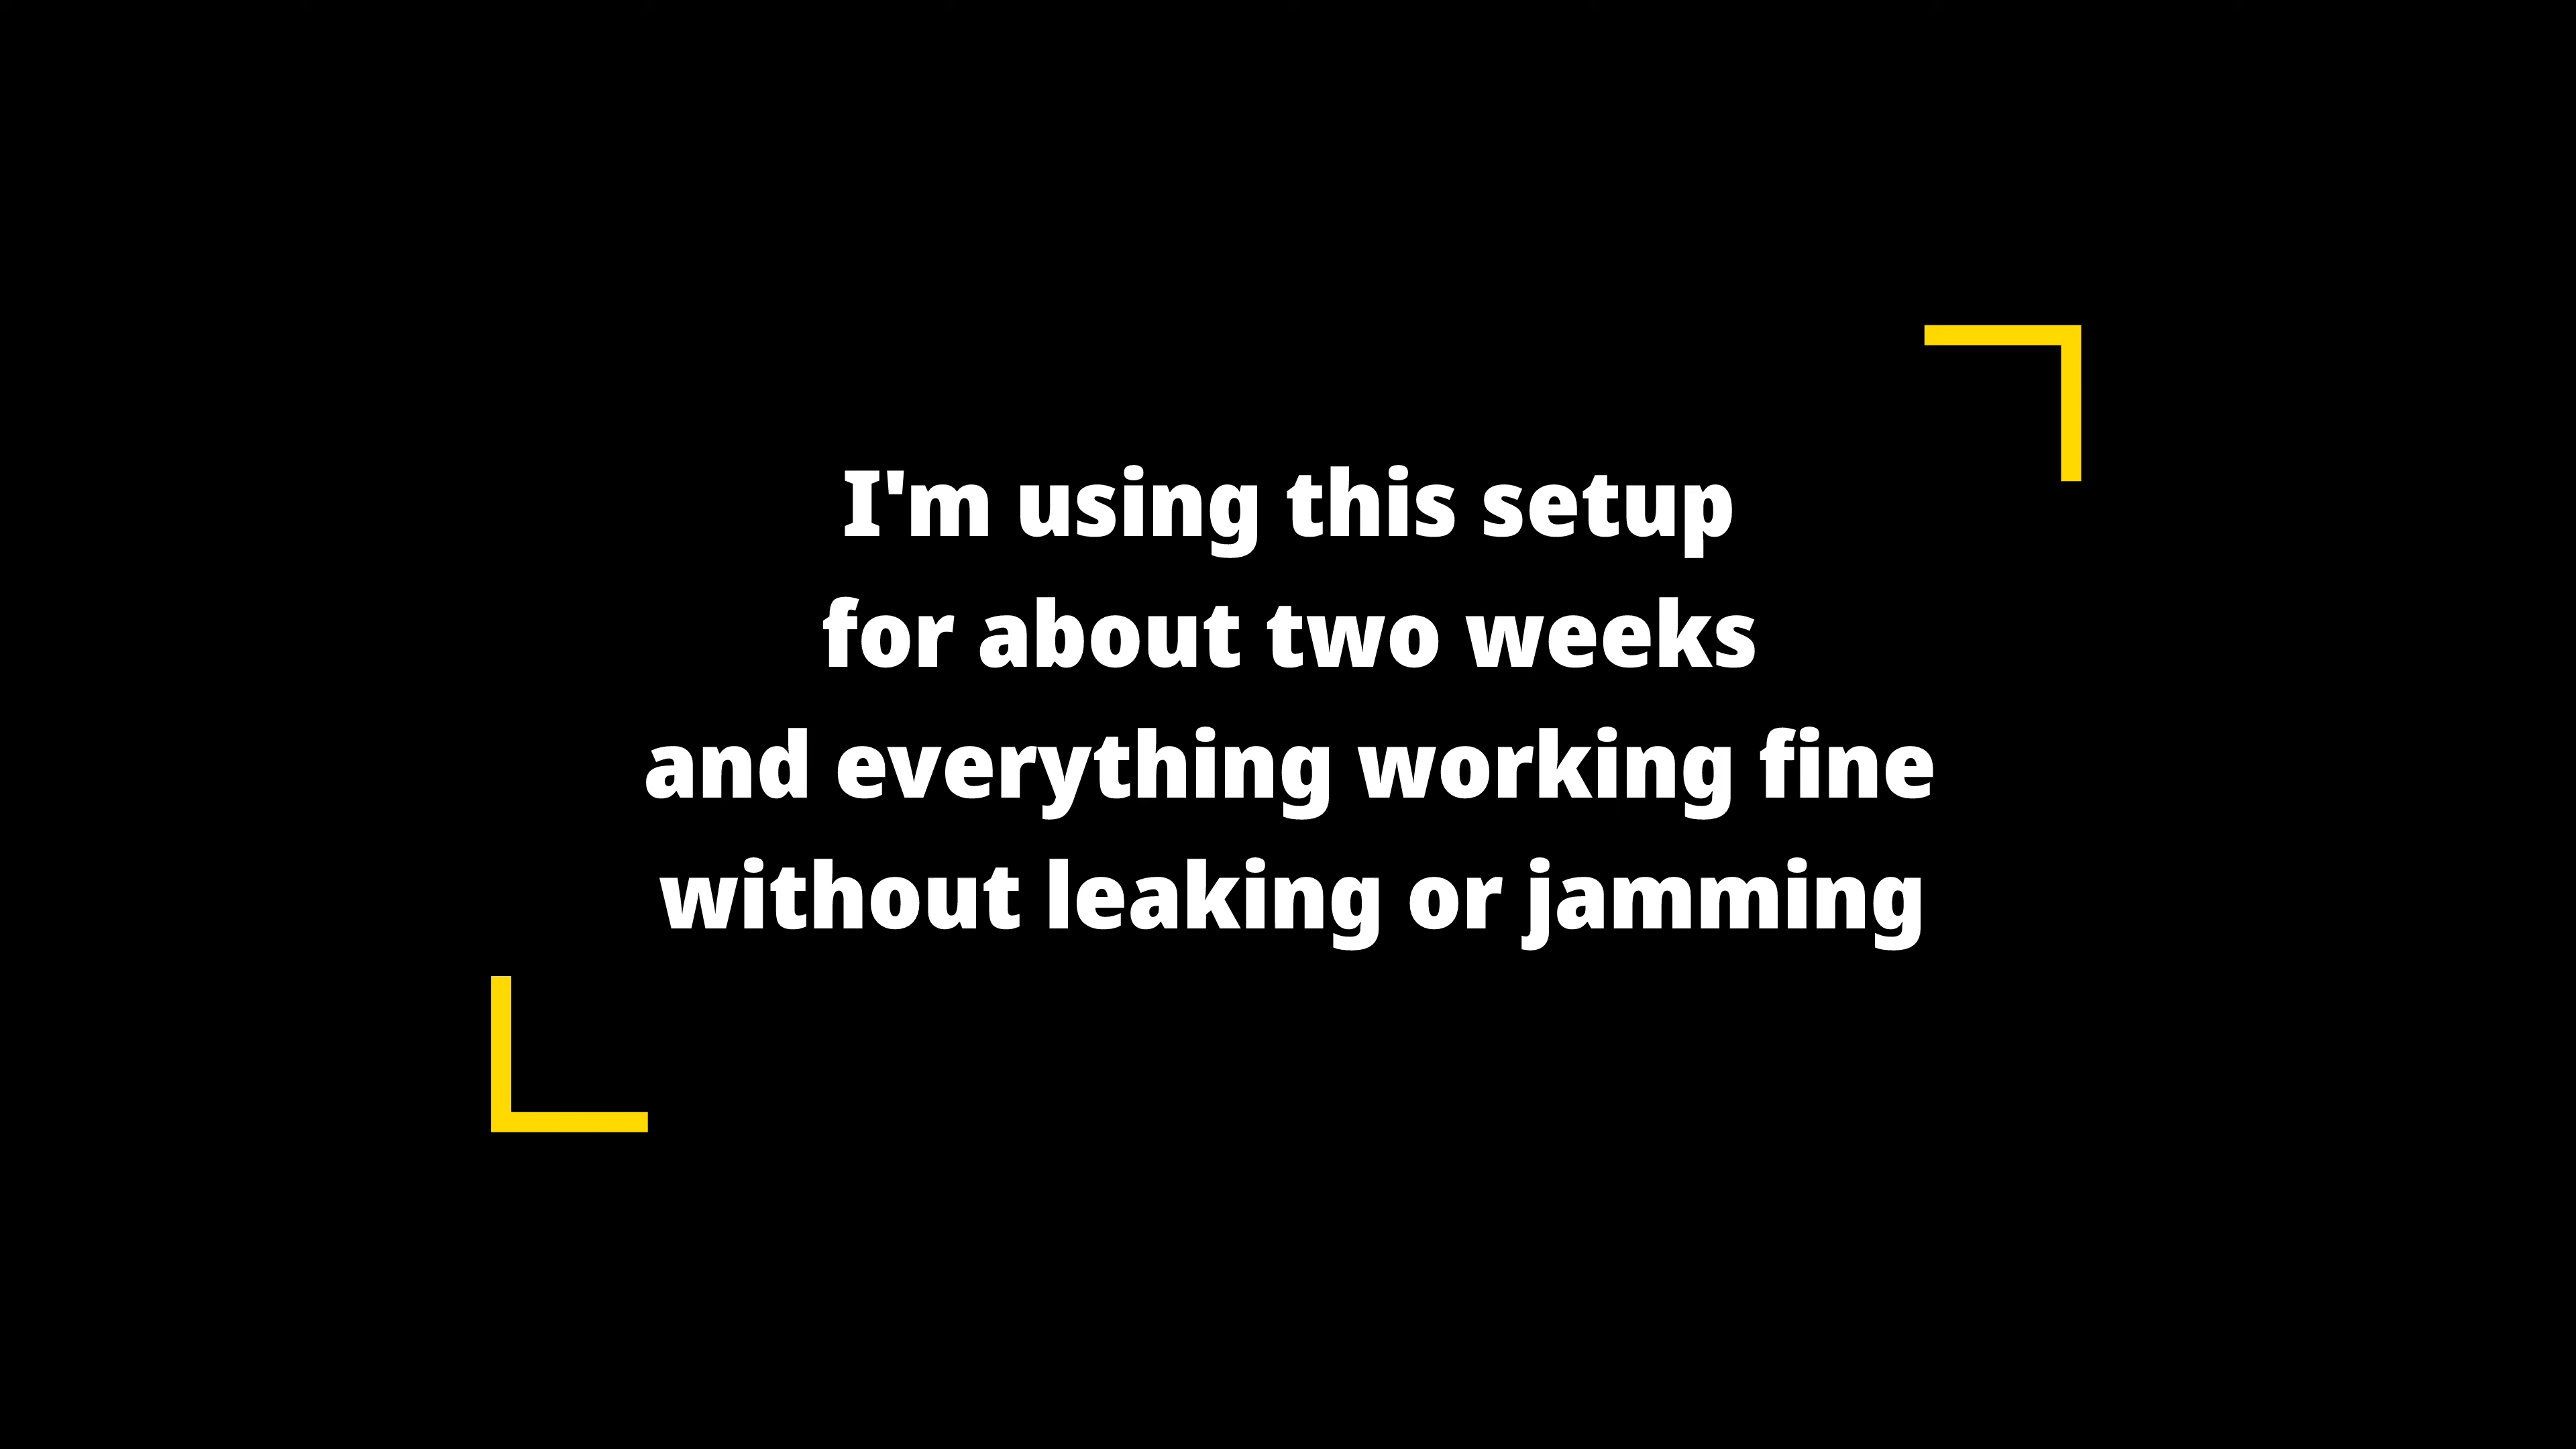 I'm using this setup
for about two weeks
and everything working fine
without leaking or jamming